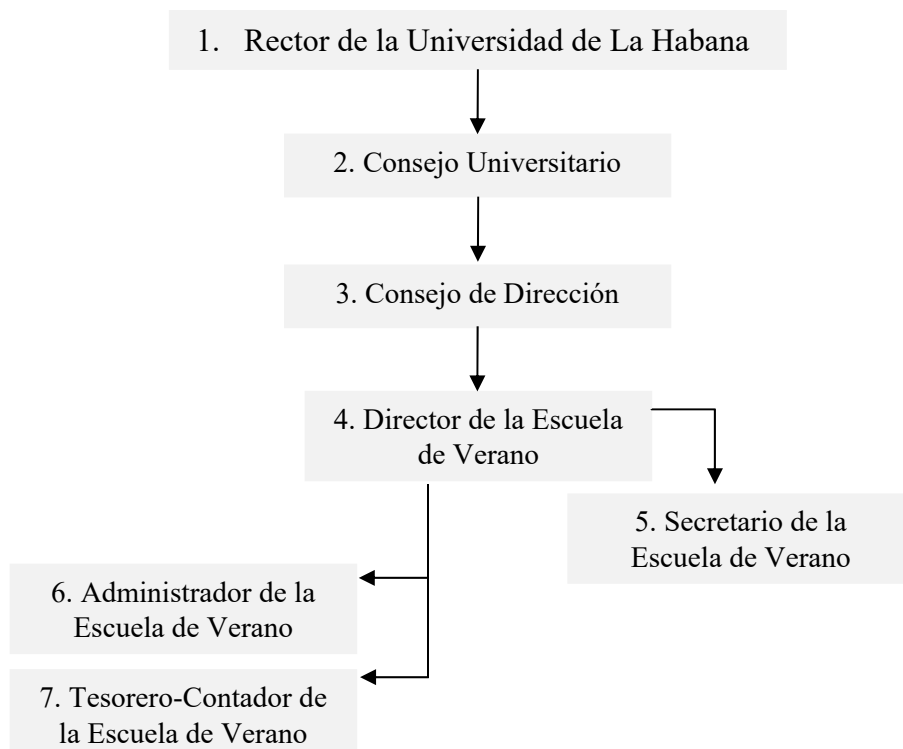 1. Rector de la Universidad de La Habana
2. Consejo Universitario
3. Consejo de Dirección
4. Director de la Escuela
de Verano
5. Secretario de la
Escuela de Verano
6. Administrador de la
Escuela de Verano
7. Tesorero-Contador de
la Escuela de Verano